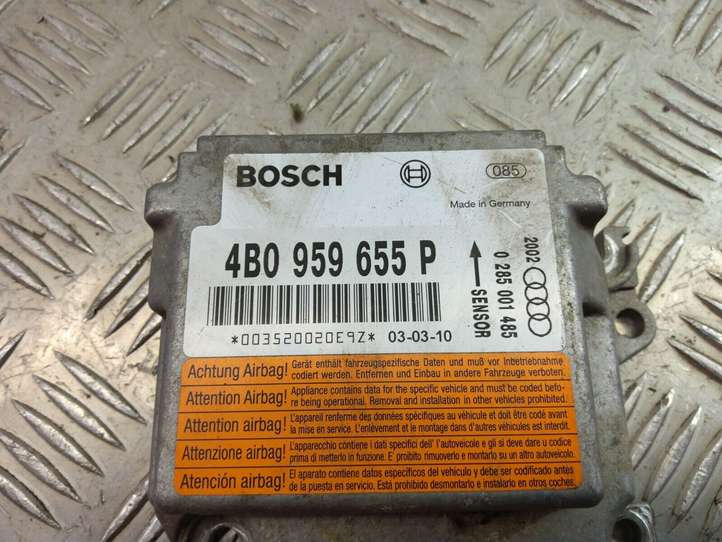 BOSCH
085
Made in Germany
4B0 959 655 P
SENSOR
0 285 001 485
2002
*003520020E9Z* 03-03-10
Achtung Airbag! Gerät enthält fahrzeugspezifische Daten und muß vor Inbetriebnahme
codiert werden. Entfernen und Einbau in andere Fahrzeuge verboten.
Attention Airbag! Appliance contains data for the specific vehicle and must be coded befo-
re being operational. Removal and installation in other vehicles prohibited.
Attention airbag! L'appareil renferme des données spécifiques au véhicule et doit être codé avant
la mise en service. L'enlèvement et le montage dans d'autres véhicules est interdit.
Attenzione airbag! L'apparecchio contiene i dati specifici dell' l'autoveicolo e gli si deve dare u codice
prima di metterlo in funzione. E' proibito rimuoverlo e montarlo su un altro autoveicolo.
Atención airbag! El aparato contiene datos específicos del vehículo y debe ser codificado antes
de la puesta en servicio. Está prohibido desmontarlo e instalarlo en otros coches.